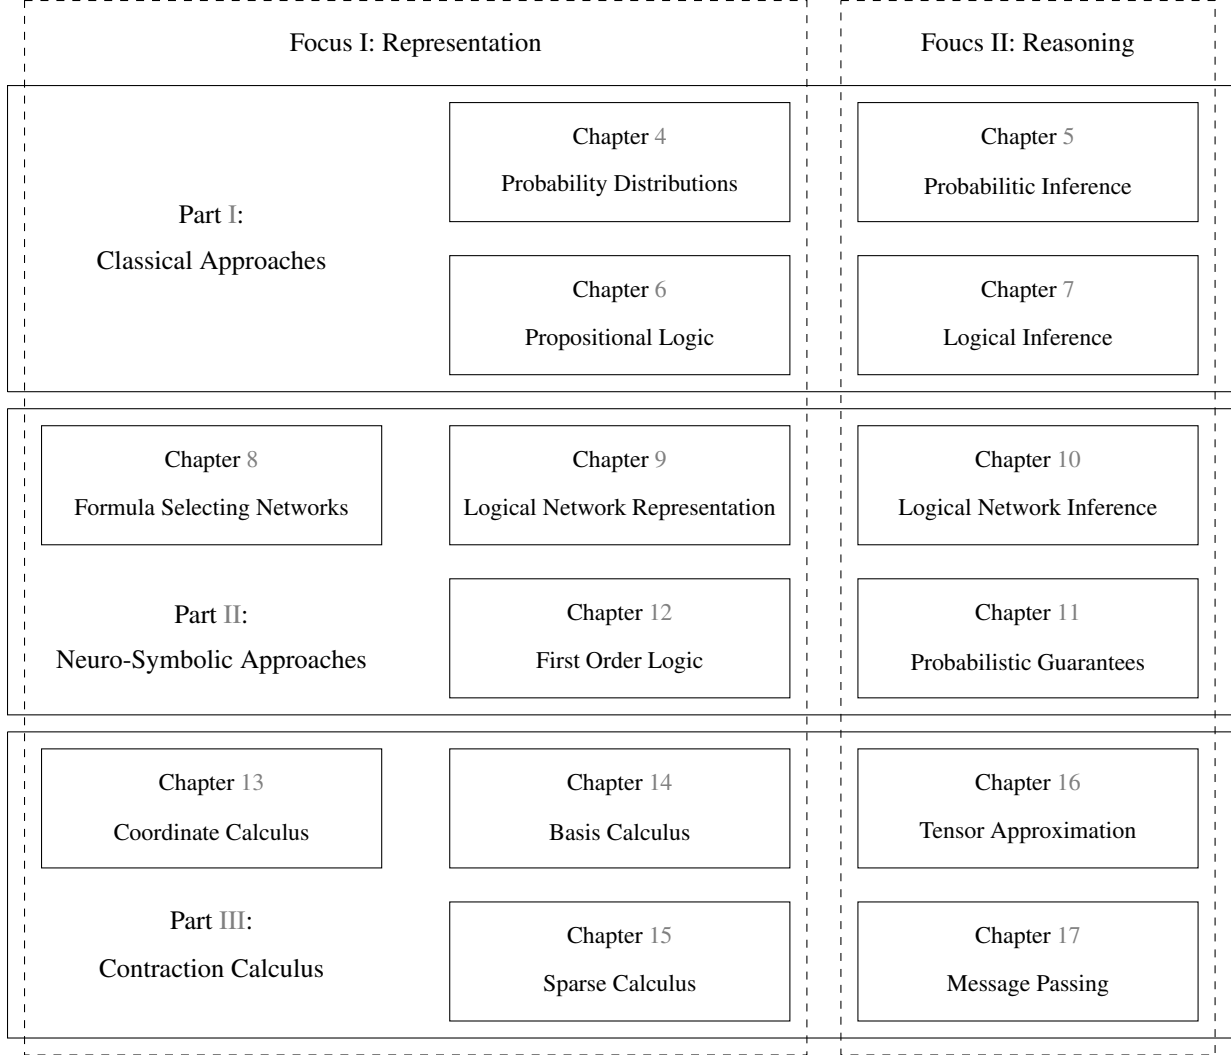 Focus I: Representation
Foucs II: Reasoning
Part I:
Classical Approaches
Chapter 4
Probability Distributions
Chapter 5
Probabilitic Inference
Chapter 6
Propositional Logic
Chapter 7
Logical Inference
Chapter 8
Formula Selecting Networks
Chapter 9
Logical Network Representation
Chapter 10
Logical Network Inference
Part II:
Neuro-Symbolic Approaches
Chapter 12
First Order Logic
Chapter 11
Probabilistic Guarantees
Chapter 13
Coordinate Calculus
Chapter 14
Basis Calculus
Chapter 16
Tensor Approximation
Part III:
Contraction Calculus
Chapter 15
Sparse Calculus
Chapter 17
Message Passing